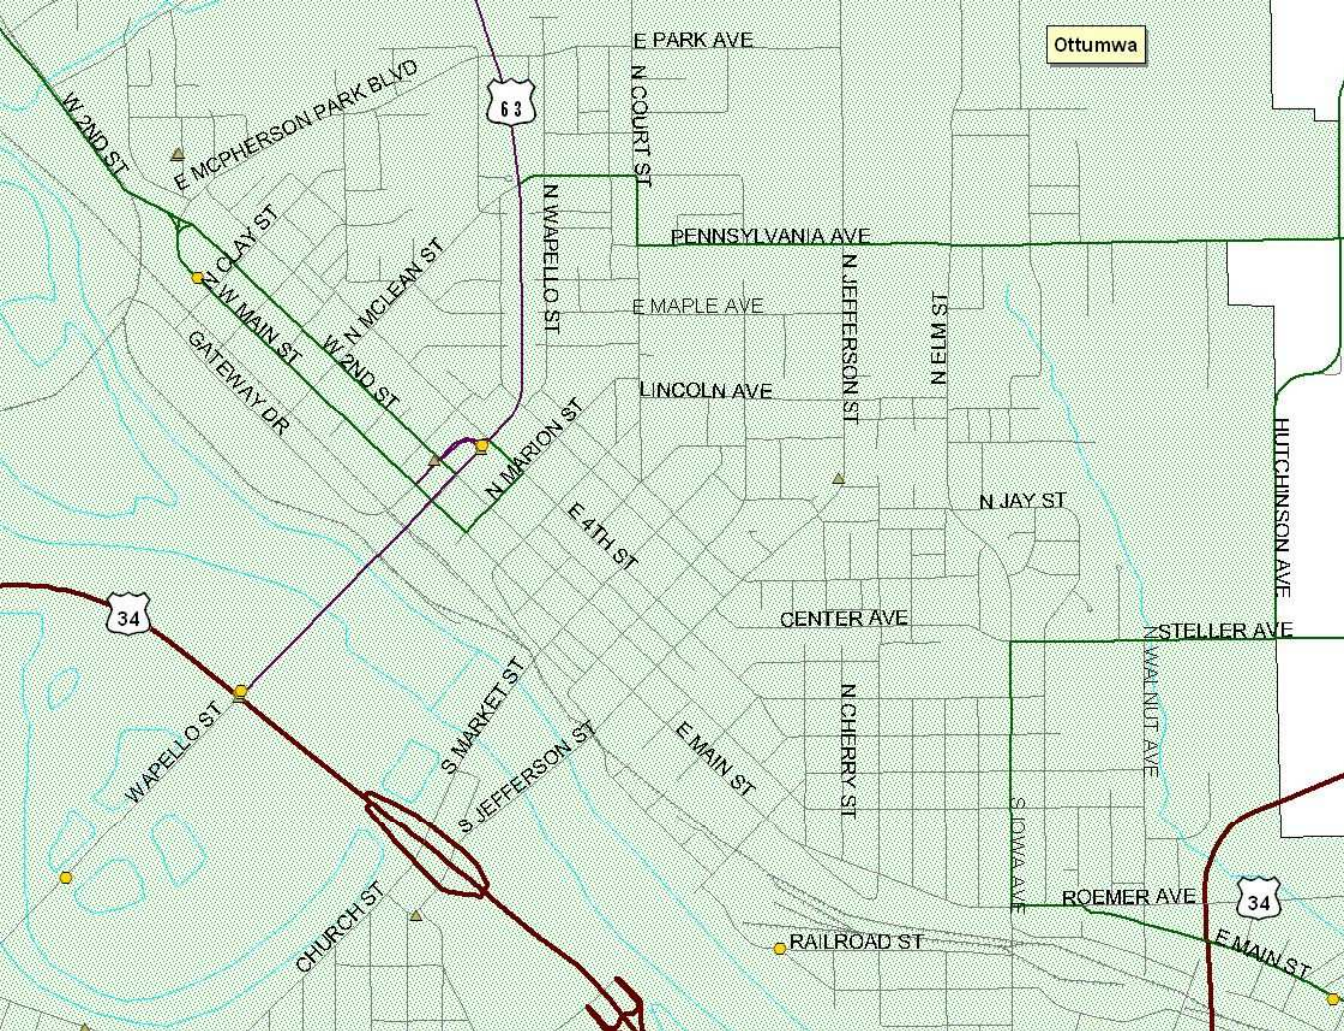 E PARK AVE
Ottumwa
W 2ND ST
E MCPHERSON PARK BLVD
63
N COURT ST
N CLAY ST
N WAPELLO ST
PENNSYLVANIA AVE
N MCLEAN ST
N JEFFERSON ST
N ELM ST
E MAPLE AVE
N W MAIN ST
GATEWAY DR
W 2ND ST
LINCOLN AVE
N MARION ST
HUTCHINSON AVE
N JAY ST
E 4TH ST
34
CENTER AVE
STELLER AVE
N WALNUT AVE
S MARKET ST
WAPELLO ST
N CHERRY ST
E MAIN ST
S JEFFERSON ST
S IOWA AVE
ROEMER AVE
34
CHURCH ST
RAILROAD ST
E MAIN ST